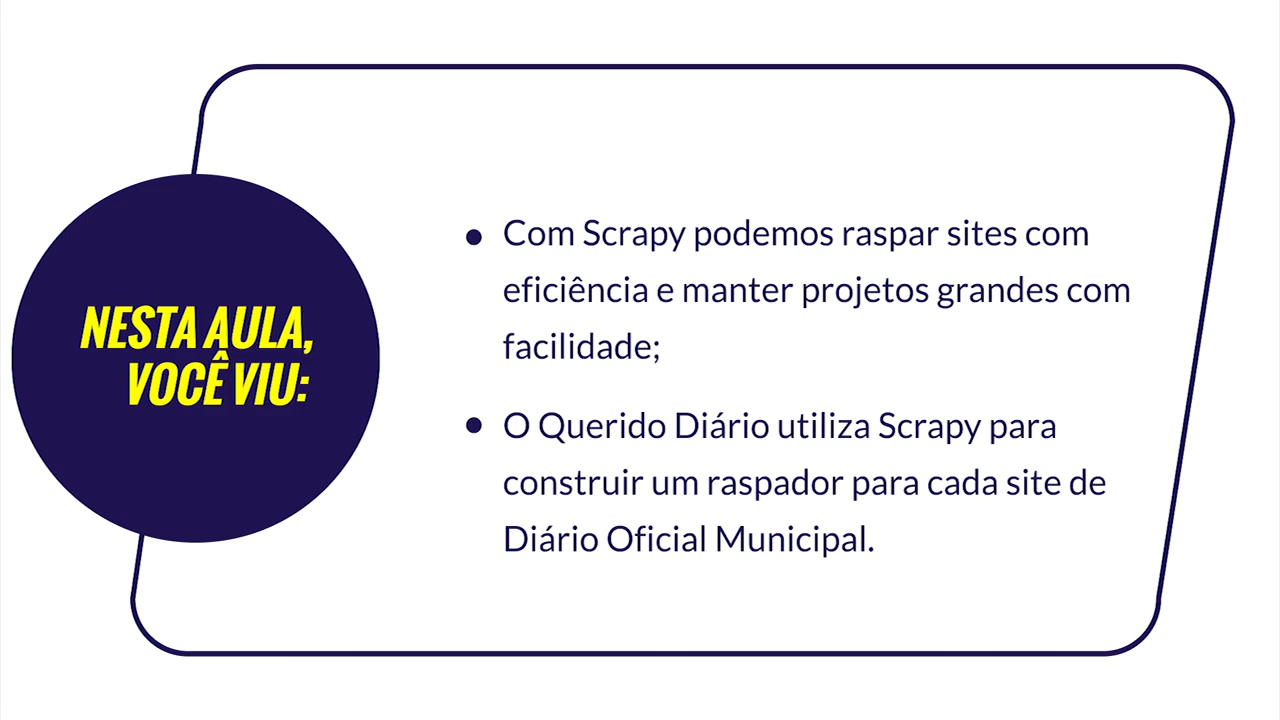 NESTA AULA,
VOCÊ VIU:
• Com Scrapy podemos raspar sites com
eficiência e manter projetos grandes com
facilidade;
• O Querido Diário utiliza Scrapy para
construir um raspador para cada site de
Diário Oficial Municipal.